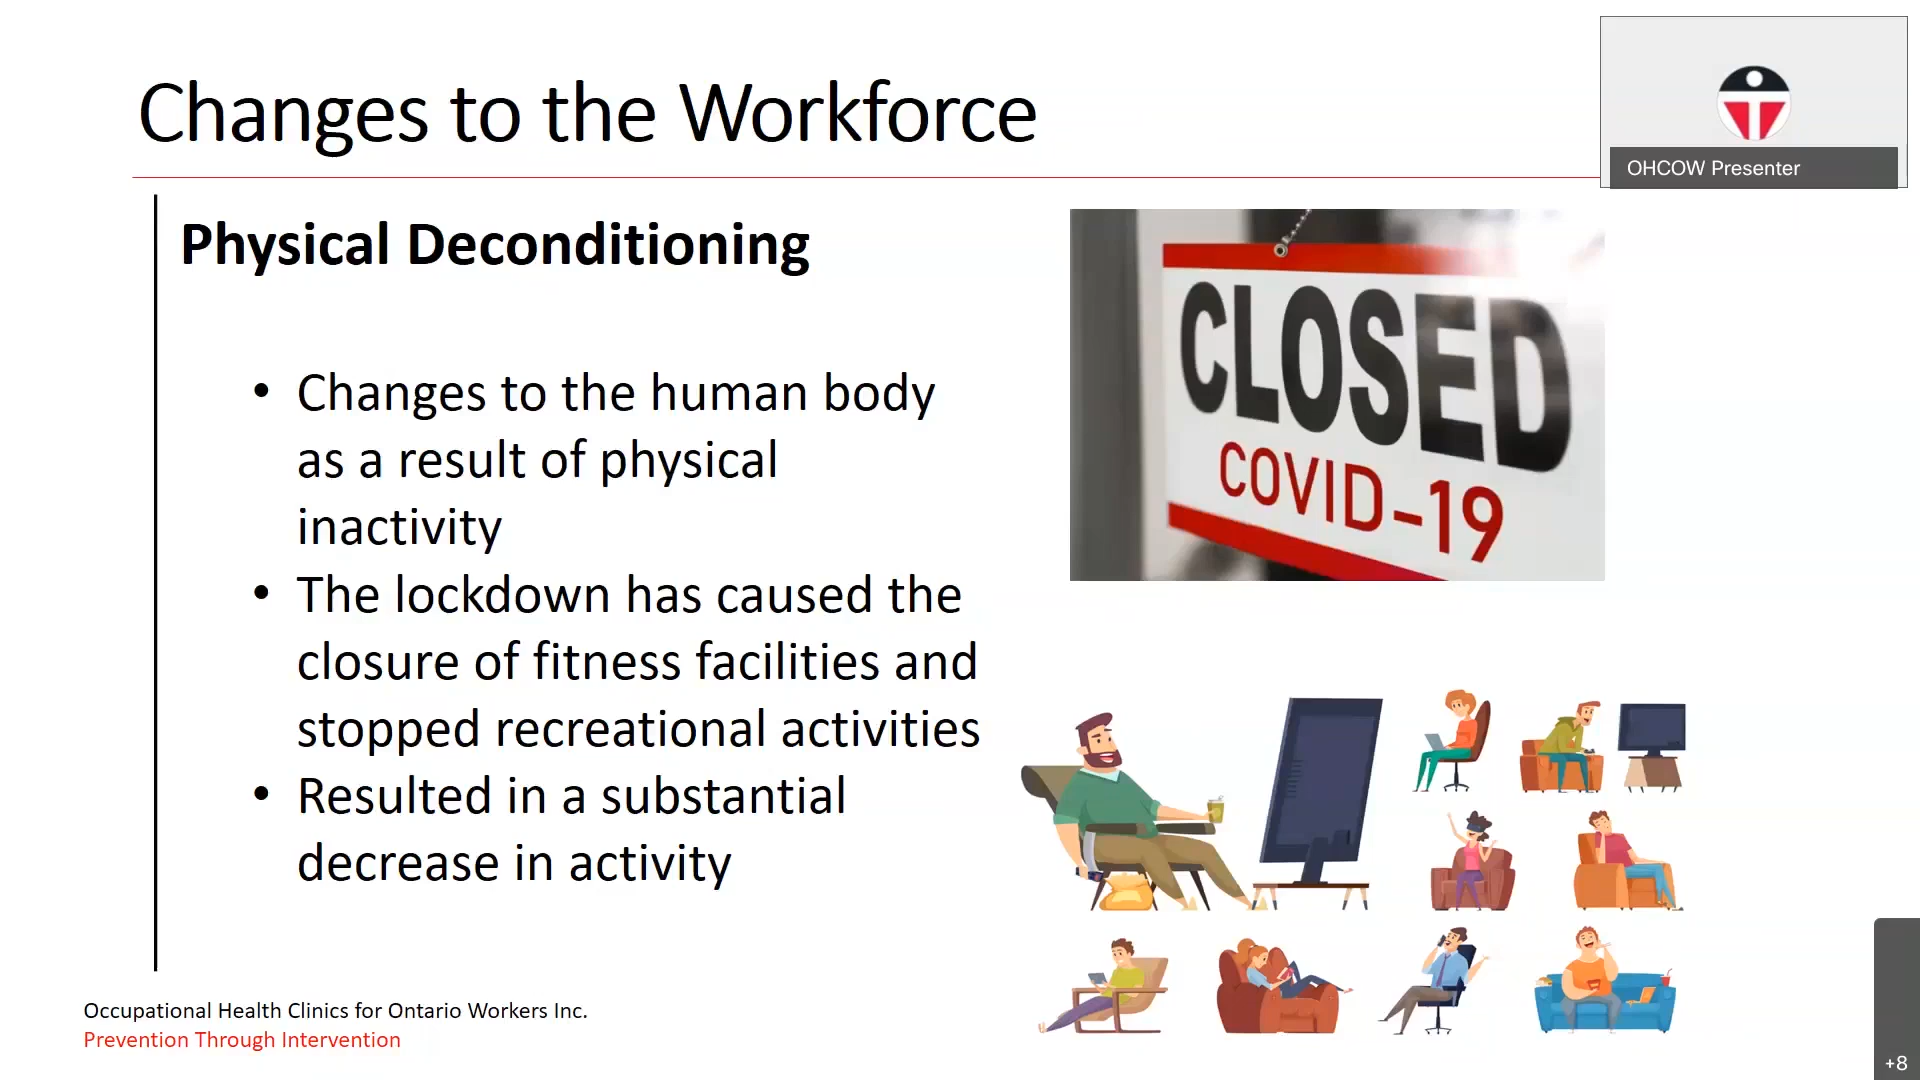 Changes to the Workforce
OHCOW Presenter
Physical Deconditioning
• Changes to the human body
as a result of physical
inactivity
• The lockdown has caused the
closure of fitness facilities and
stopped recreational activities
• Resulted in a substantial
decrease in activity
CLOSED
COVID-19
Occupational Health Clinics for Ontario Workers Inc.
Prevention Through Intervention
+8